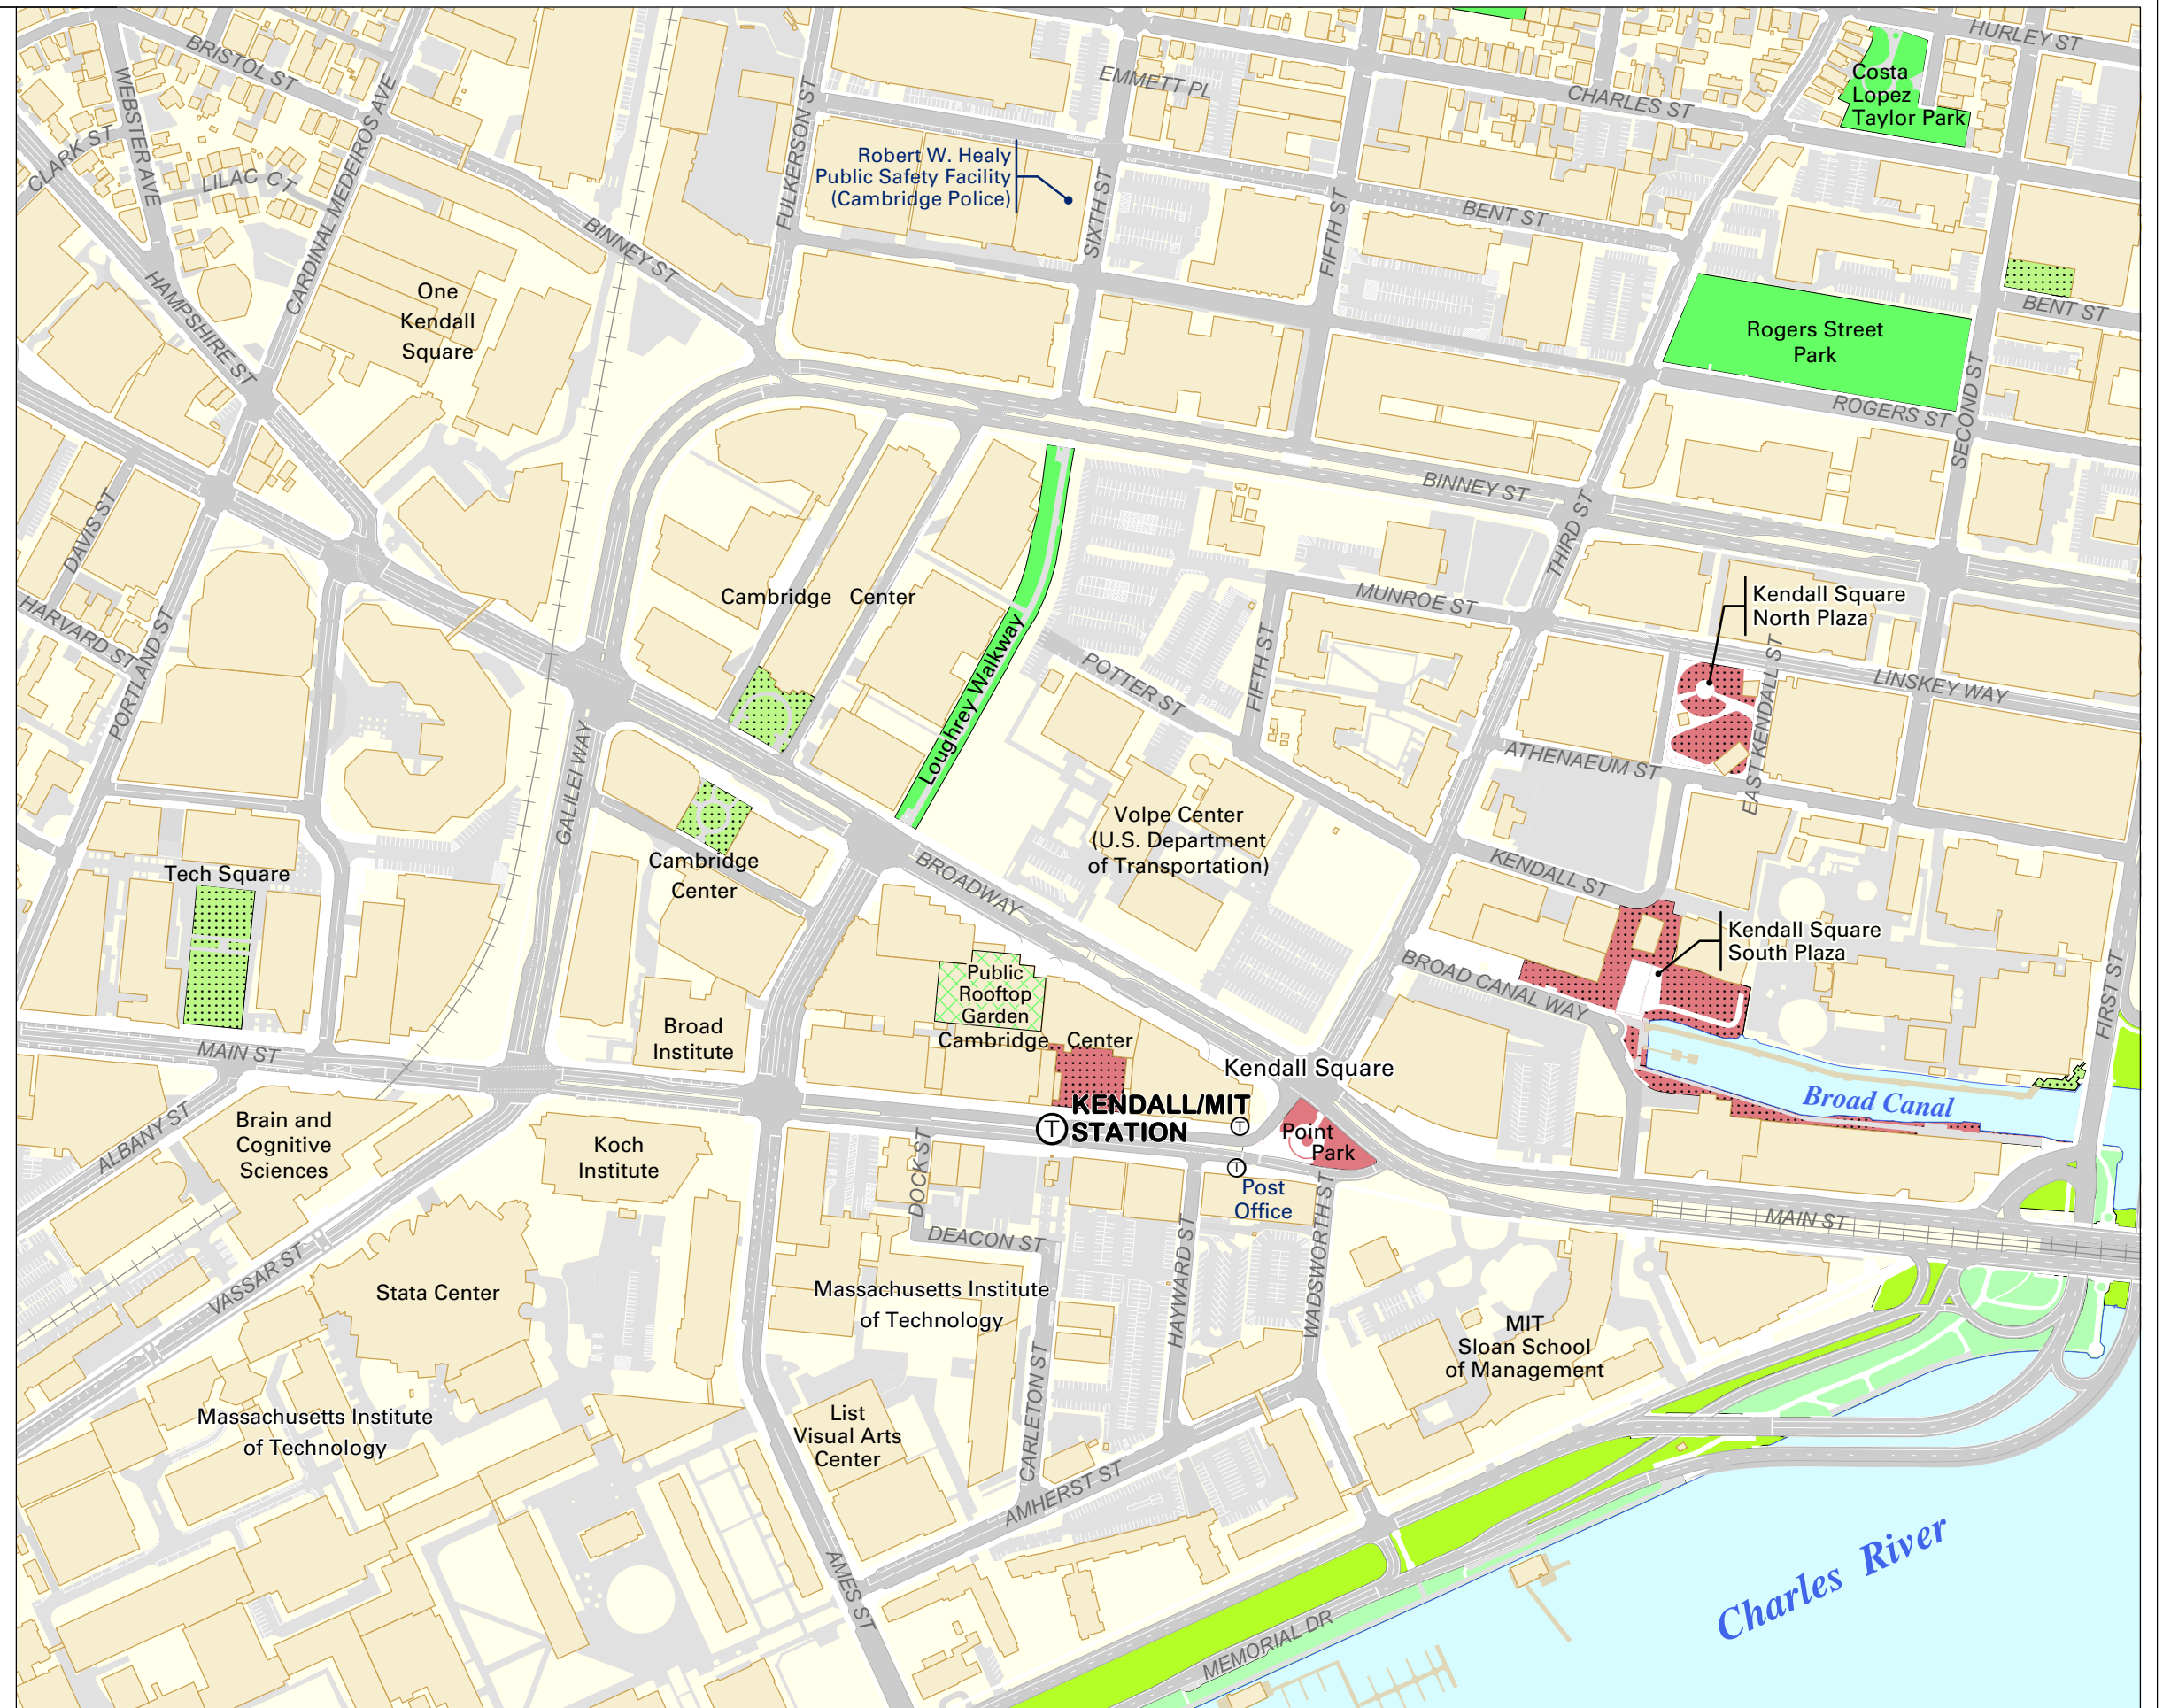 HURLEY ST
BRISTOL ST
WEBSTER AVE
CLARK ST
LILAC CT
CARDINAL MEDEIROS AVE
HAMPSHIRE ST
FULKERSON ST
EMMETT PL
CHARLES ST
Costa
Lopez
Taylor Park
Robert W. Healy
Public Safety Facility
(Cambridge Police)
SIXTH ST
FIFTH ST
BENT ST
BINNEY ST
One
Kendall
Square
BENT ST
Rogers Street
Park
ROGERS ST
SECOND ST
BINNEY ST
THIRD ST
DAVIS ST
HARVARD ST
PORTLAND ST
Cambridge Center
Loughrey Walkway
MUNROE ST
FIFTH ST
POTTER ST
Kendall Square
North Plaza
EAST KENDALL ST
LINSKEY WAY
ATHENAEUM ST
GALILEI WAY
Volpe Center
(U.S. Department
of Transportation)
Cambridge
Center
BROADWAY
KENDALL ST
Tech Square
Kendall Square
South Plaza
BROAD CANAL WAY
FIRST ST
Public
Rooftop
Garden
Cambridge Center
Broad
Institute
MAIN ST
Kendall Square
Broad Canal
KENDALL/MIT
STATION
T
T
T
Point
Park
ALBANY ST
Brain and
Cognitive
Sciences
Koch
Institute
DOCK ST
Post
Office
DEACON ST
HAYWARD ST
WADSWORTH ST
MAIN ST
VASSAR ST
Stata Center
Massachusetts Institute
of Technology
MIT
Sloan School
of Management
CARLETON ST
Massachusetts Institute
of Technology
List
Visual Arts
Center
AMHERST ST
AMES ST
MEMORIAL DR
Charles River